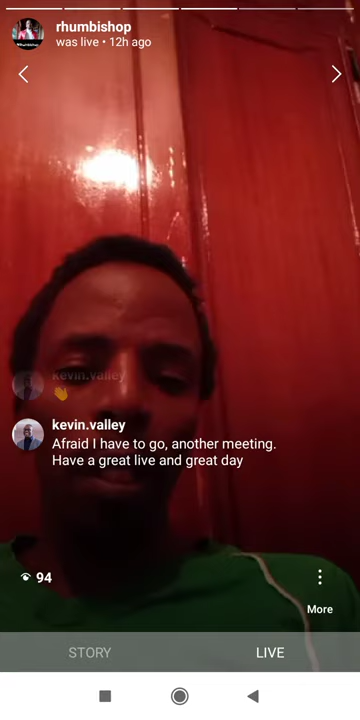 rhumbishop
was live • 12h ago
kevin.valley
👋
kevin.valley
Afraid I have to go, another meeting.
Have a great live and great day
94
More
STORY
LIVE